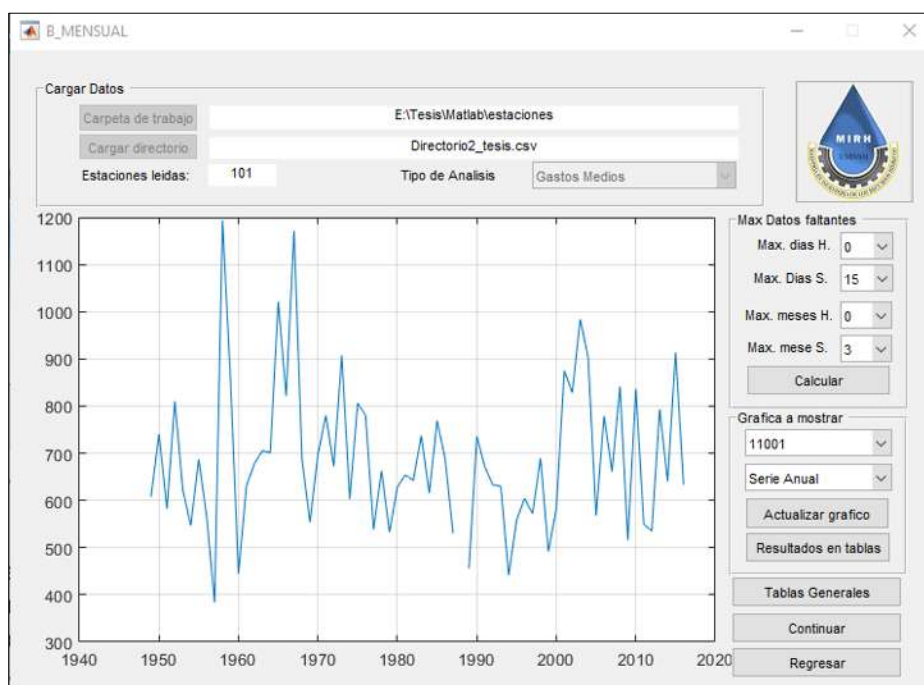 B_MENSUAL
Cargar Datos
Carpeta de trabajo
E:\Tesis\Matlab\estaciones
Cargar directorio
Directorio2_tesis.csv
Estaciones leidas:
101
Tipo de Analisis
Gastos Medios
MIRH
1200
1100
1000
900
800
700
600
500
400
300
1940
1950
1960
1970
1980
1990
2000
2010
2020
Max Datos faltantes
Max. dias H.
0
Max. Dias S.
15
Max. meses H.
0
Max. mese S.
3
Calcular
Grafica a mostrar
11001
Serie Anual
Actualizar grafico
Resultados en tablas
Tablas Generales
Continuar
Regresar